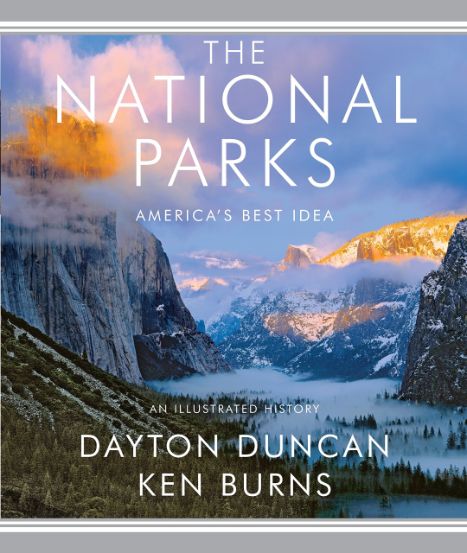 THE
NATIONAL
PARKS
AMERICA'S BEST IDEA
AN ILLUSTRATED HISTORY
DAYTON DUNCAN
KEN BURNS